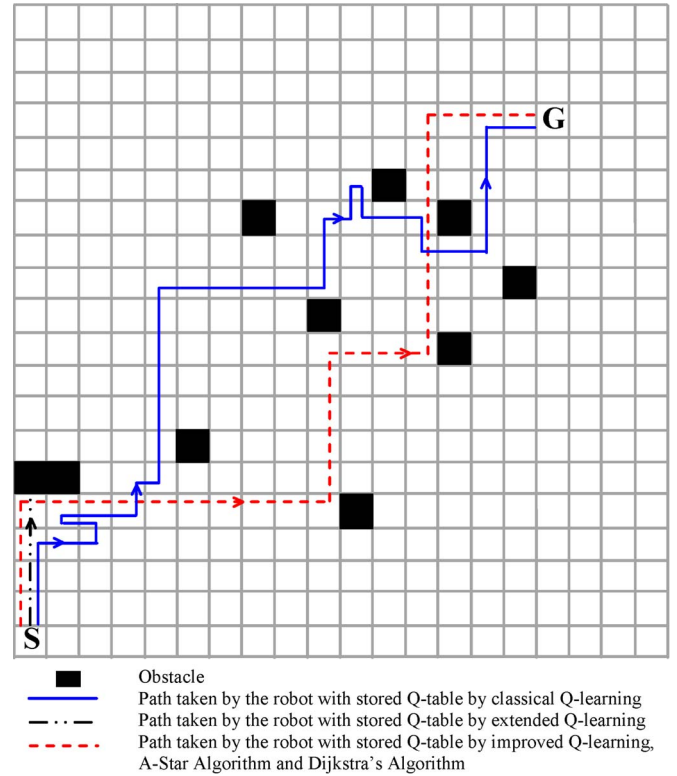 G
S
Obstacle
Path taken by the robot with stored Q-table by classical Q-learning
Path taken by the robot with stored Q-table by extended Q-learning
Path taken by the robot with stored Q-table by improved Q-learning,
A-Star Algorithm and Dijkstra's Algorithm